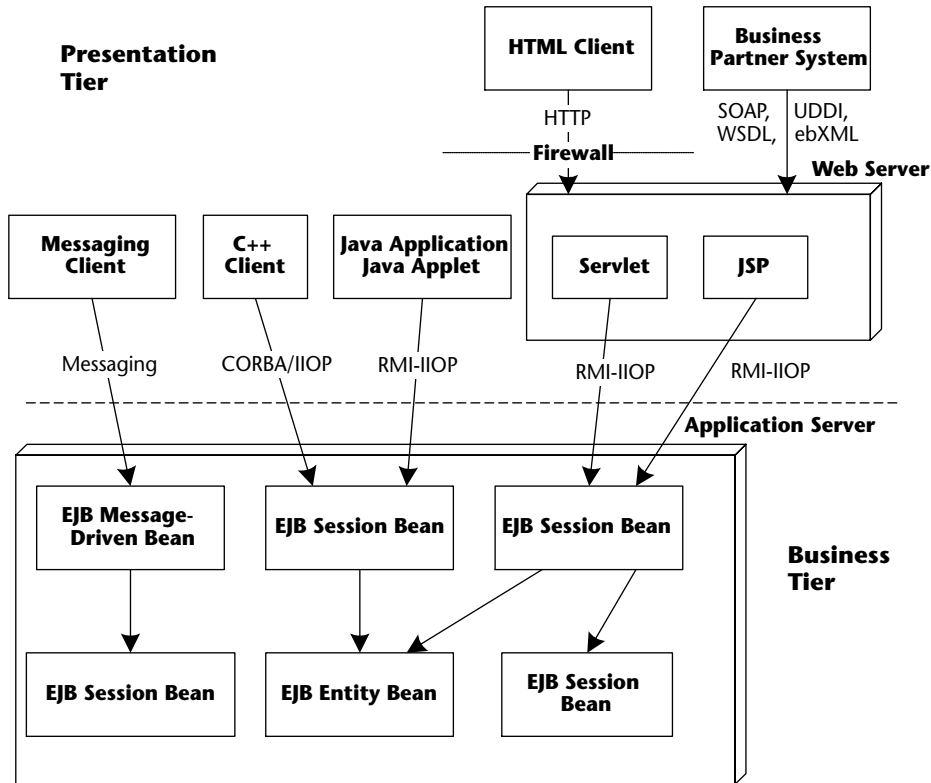 Presentation
Tier
HTML Client
Business
Partner System
HTTP
SOAP,
WSDL,
UDDI,
ebXML
Firewall
Web Server
Messaging
Client
C++
Client
Java Application
Java Applet
Servlet
JSP
Messaging
CORBA/IIOP
RMI-IIOP
RMI-IIOP
RMI-IIOP
Application Server
EJB Message-
Driven Bean
EJB Session Bean
EJB Session Bean
Business
Tier
EJB Session Bean
EJB Entity Bean
EJB Session
Bean